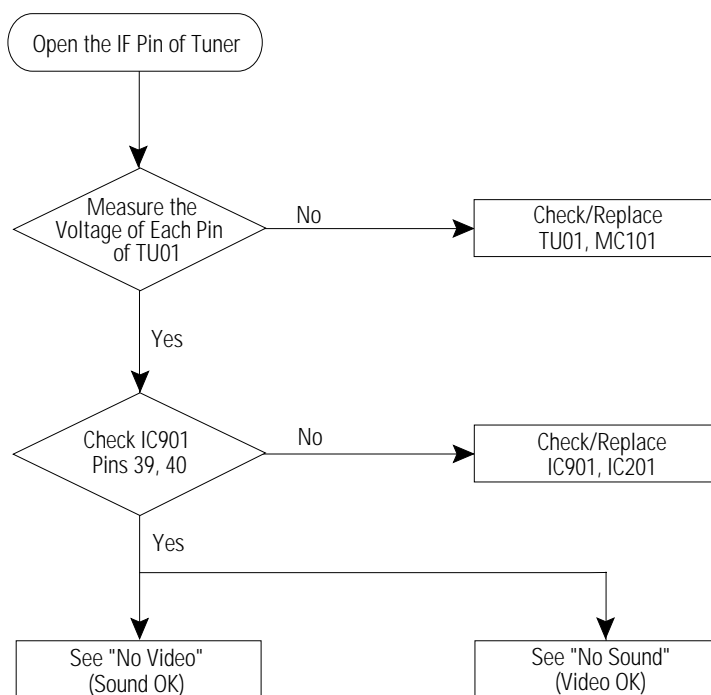 Open the IF Pin of Tuner
Measure the
Voltage of Each Pin
of TU01
No
Check/Replace
TU01, MC101
Yes
Check IC901
Pins 39, 40
No
Check/Replace
IC901, IC201
Yes
See "No Video"
(Sound OK)
See "No Sound"
(Video OK)